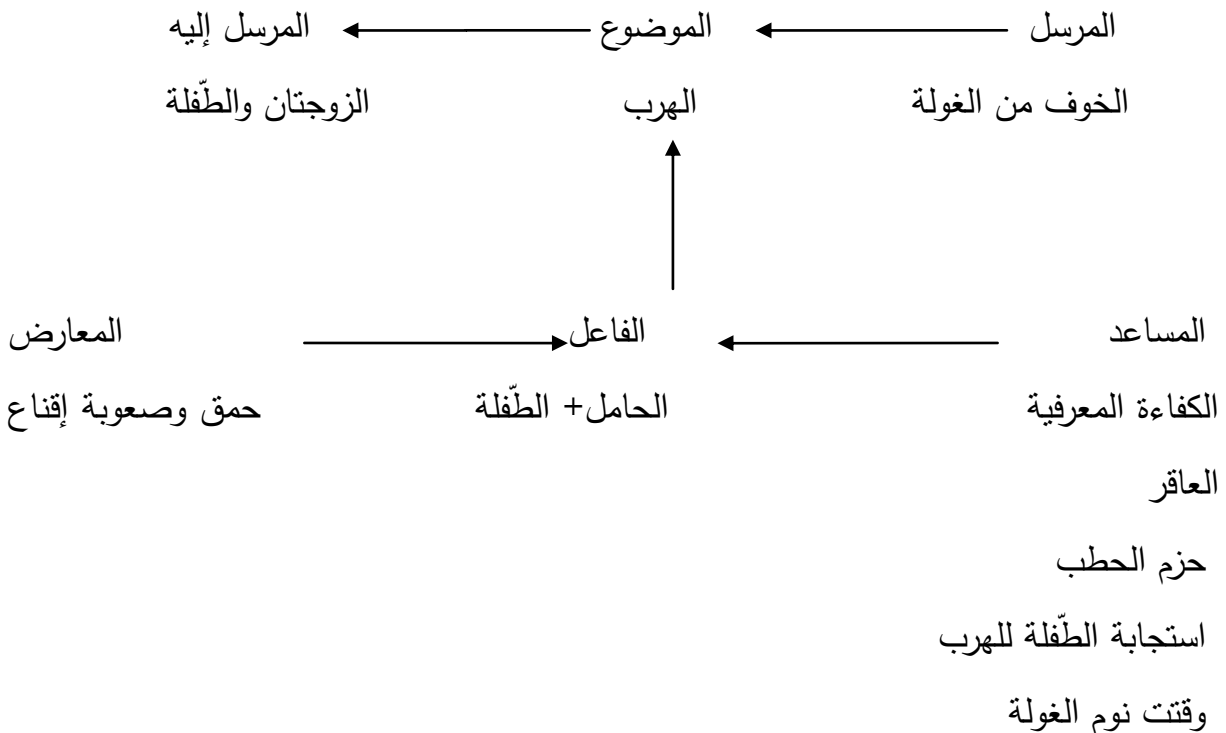 المرسل الموضوع المرسل إليه
الخوف من الغولة الهرب الزوجتان والطّفلة
المساعد الفاعل المعارض
الكفاءة المعرفية الحامل+ الطّفلة حمق وصعوبة إقناع
العاقر
حزم الحطب
استجابة الطّفلة للهرب
وقتت نوم الغولة